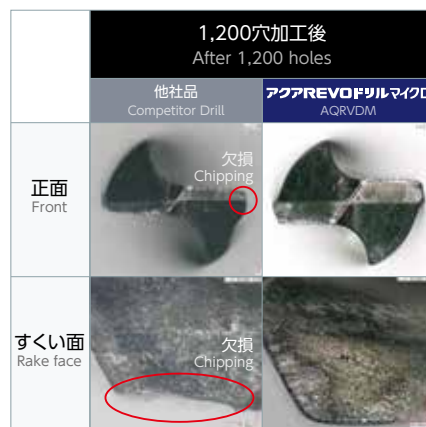 1,200穴加工後
After 1,200 holes
他社品
Competitor Drill
アクアREVOドリルマイクロ
AQRVDM
正面
Front
欠損
Chipping
すくい面
Rake face
欠損
Chipping